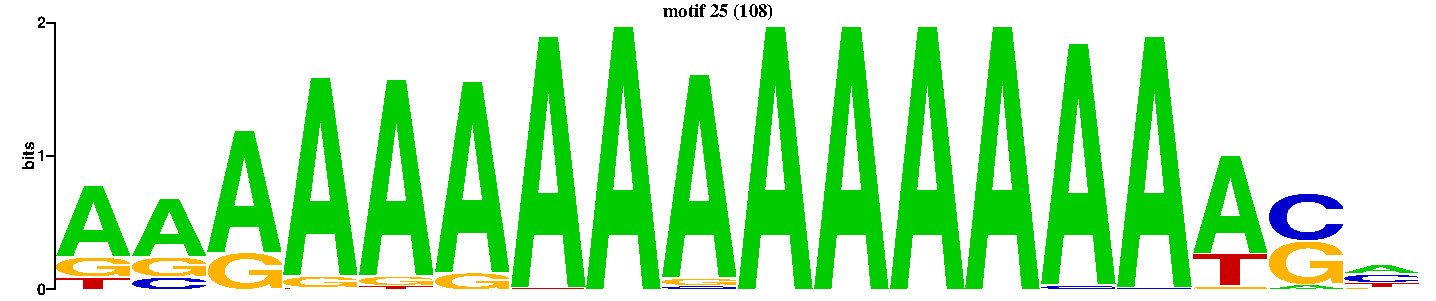 motif 25 (108)
2
1
0
bits
A A A A A A A A A A A A A A A A C A
G G G G G G G T G C
T C A T